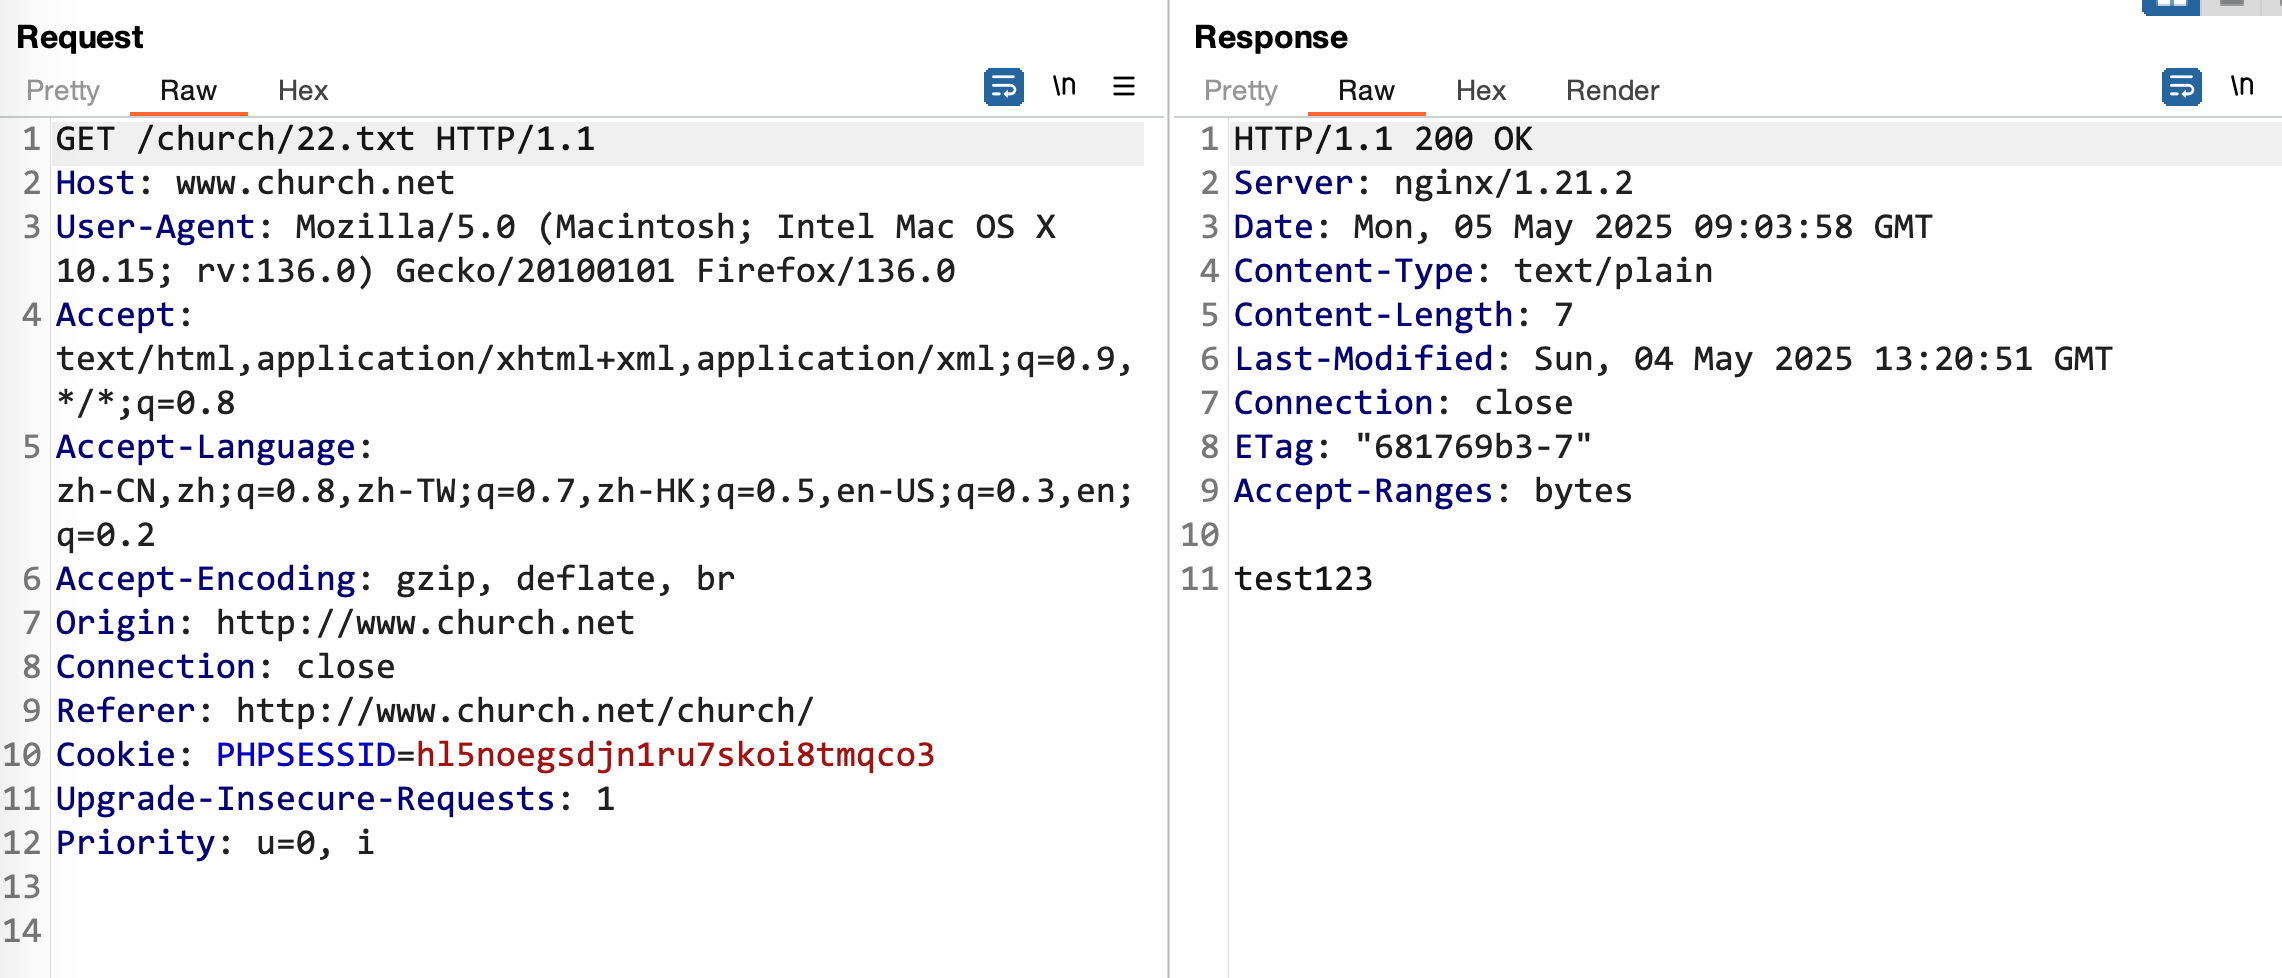 Request
Pretty Raw Hex
\n
1 GET /church/22.txt HTTP/1.1
2 Host: www.church.net
3 User-Agent: Mozilla/5.0 (Macintosh; Intel Mac OS X
10.15; rv:136.0) Gecko/20100101 Firefox/136.0
4 Accept:
text/html,application/xhtml+xml,application/xml;q=0.9,
*/*;q=0.8
5 Accept-Language:
zh-CN,zh;q=0.8,zh-TW;q=0.7,zh-HK;q=0.5,en-US;q=0.3,en;
q=0.2
6 Accept-Encoding: gzip, deflate, br
7 Origin: http://www.church.net
8 Connection: close
9 Referer: http://www.church.net/church/
10 Cookie: PHPSESSID=hl5noegsdjn1ru7skoi8tmqco3
11 Upgrade-Insecure-Requests: 1
12 Priority: u=0, i
13
14
Response
Pretty Raw Hex Render
\n
1 HTTP/1.1 200 OK
2 Server: nginx/1.21.2
3 Date: Mon, 05 May 2025 09:03:58 GMT
4 Content-Type: text/plain
5 Content-Length: 7
6 Last-Modified: Sun, 04 May 2025 13:20:51 GMT
7 Connection: close
8 ETag: "681769b3-7"
9 Accept-Ranges: bytes
10
11 test123